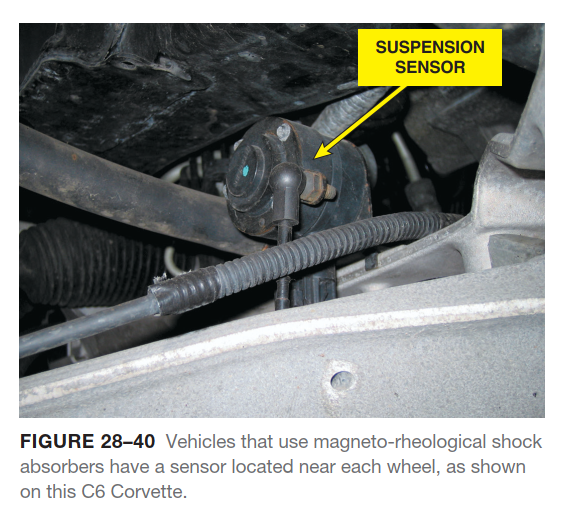 SUSPENSION
SENSOR
FIGURE 28–40 Vehicles that use magneto-rheological shock
absorbers have a sensor located near each wheel, as shown
on this C6 Corvette.